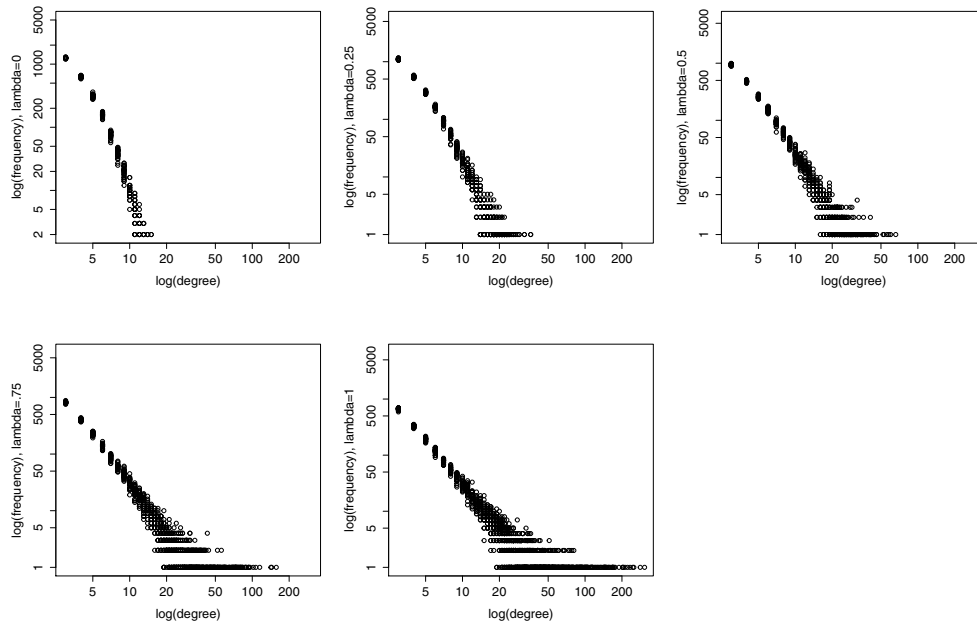 log(frequency), lambda=0
5000
1000
200
50
20
5
2
5 10 20 50 100 200
log(degree)
log(frequency), lambda=0.25
5000
500
50
5
1
5 10 20 50 100 200
log(degree)
log(frequency), lambda=0.5
5000
500
50
5
1
5 10 20 50 100 200
log(degree)
log(frequency), lambda=.75
5000
500
50
5
1
5 10 20 50 100 200
log(degree)
log(frequency), lambda=1
5000
500
50
5
1
5 10 20 50 100 200
log(degree)